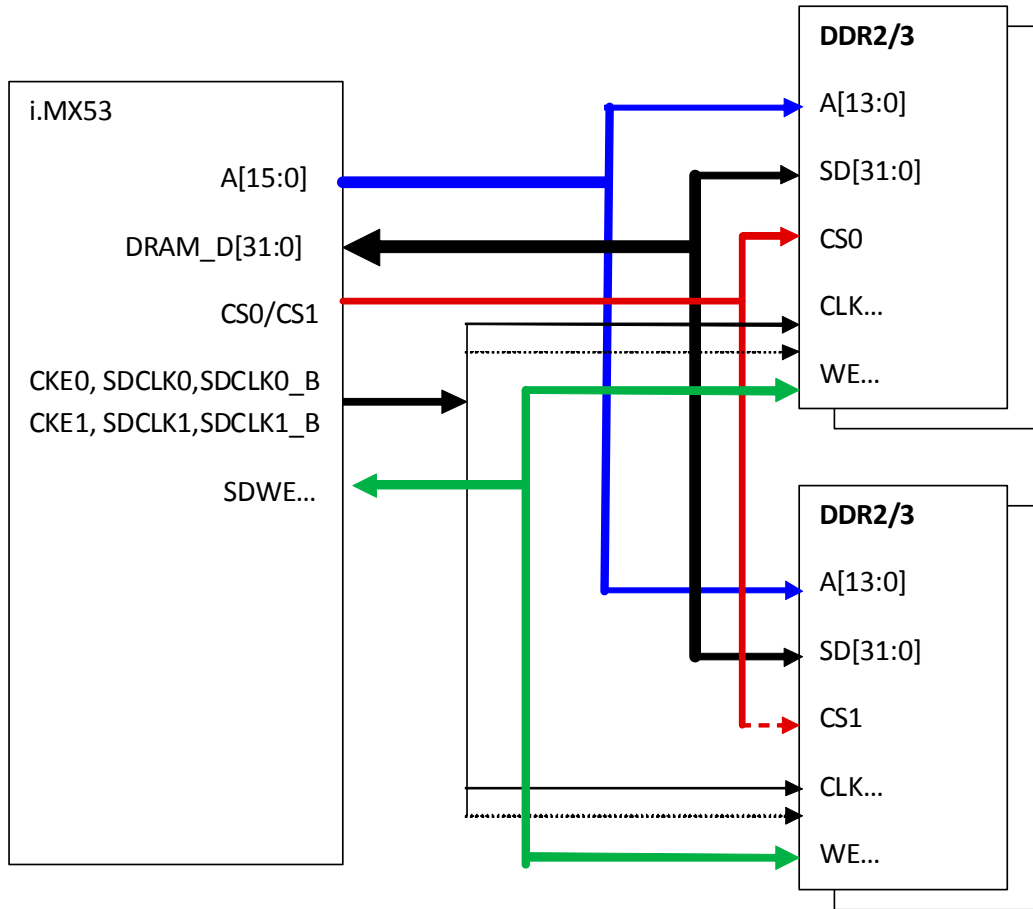 i.MX53
A[15:0]
DRAM_D[31:0]
CS0/CS1
CKE0, SDCLK0,SDCLK0_B
CKE1, SDCLK1,SDCLK1_B
SDWE...
DDR2/3
A[13:0]
SD[31:0]
CS0
CLK...
WE...
DDR2/3
A[13:0]
SD[31:0]
CS1
CLK...
WE...